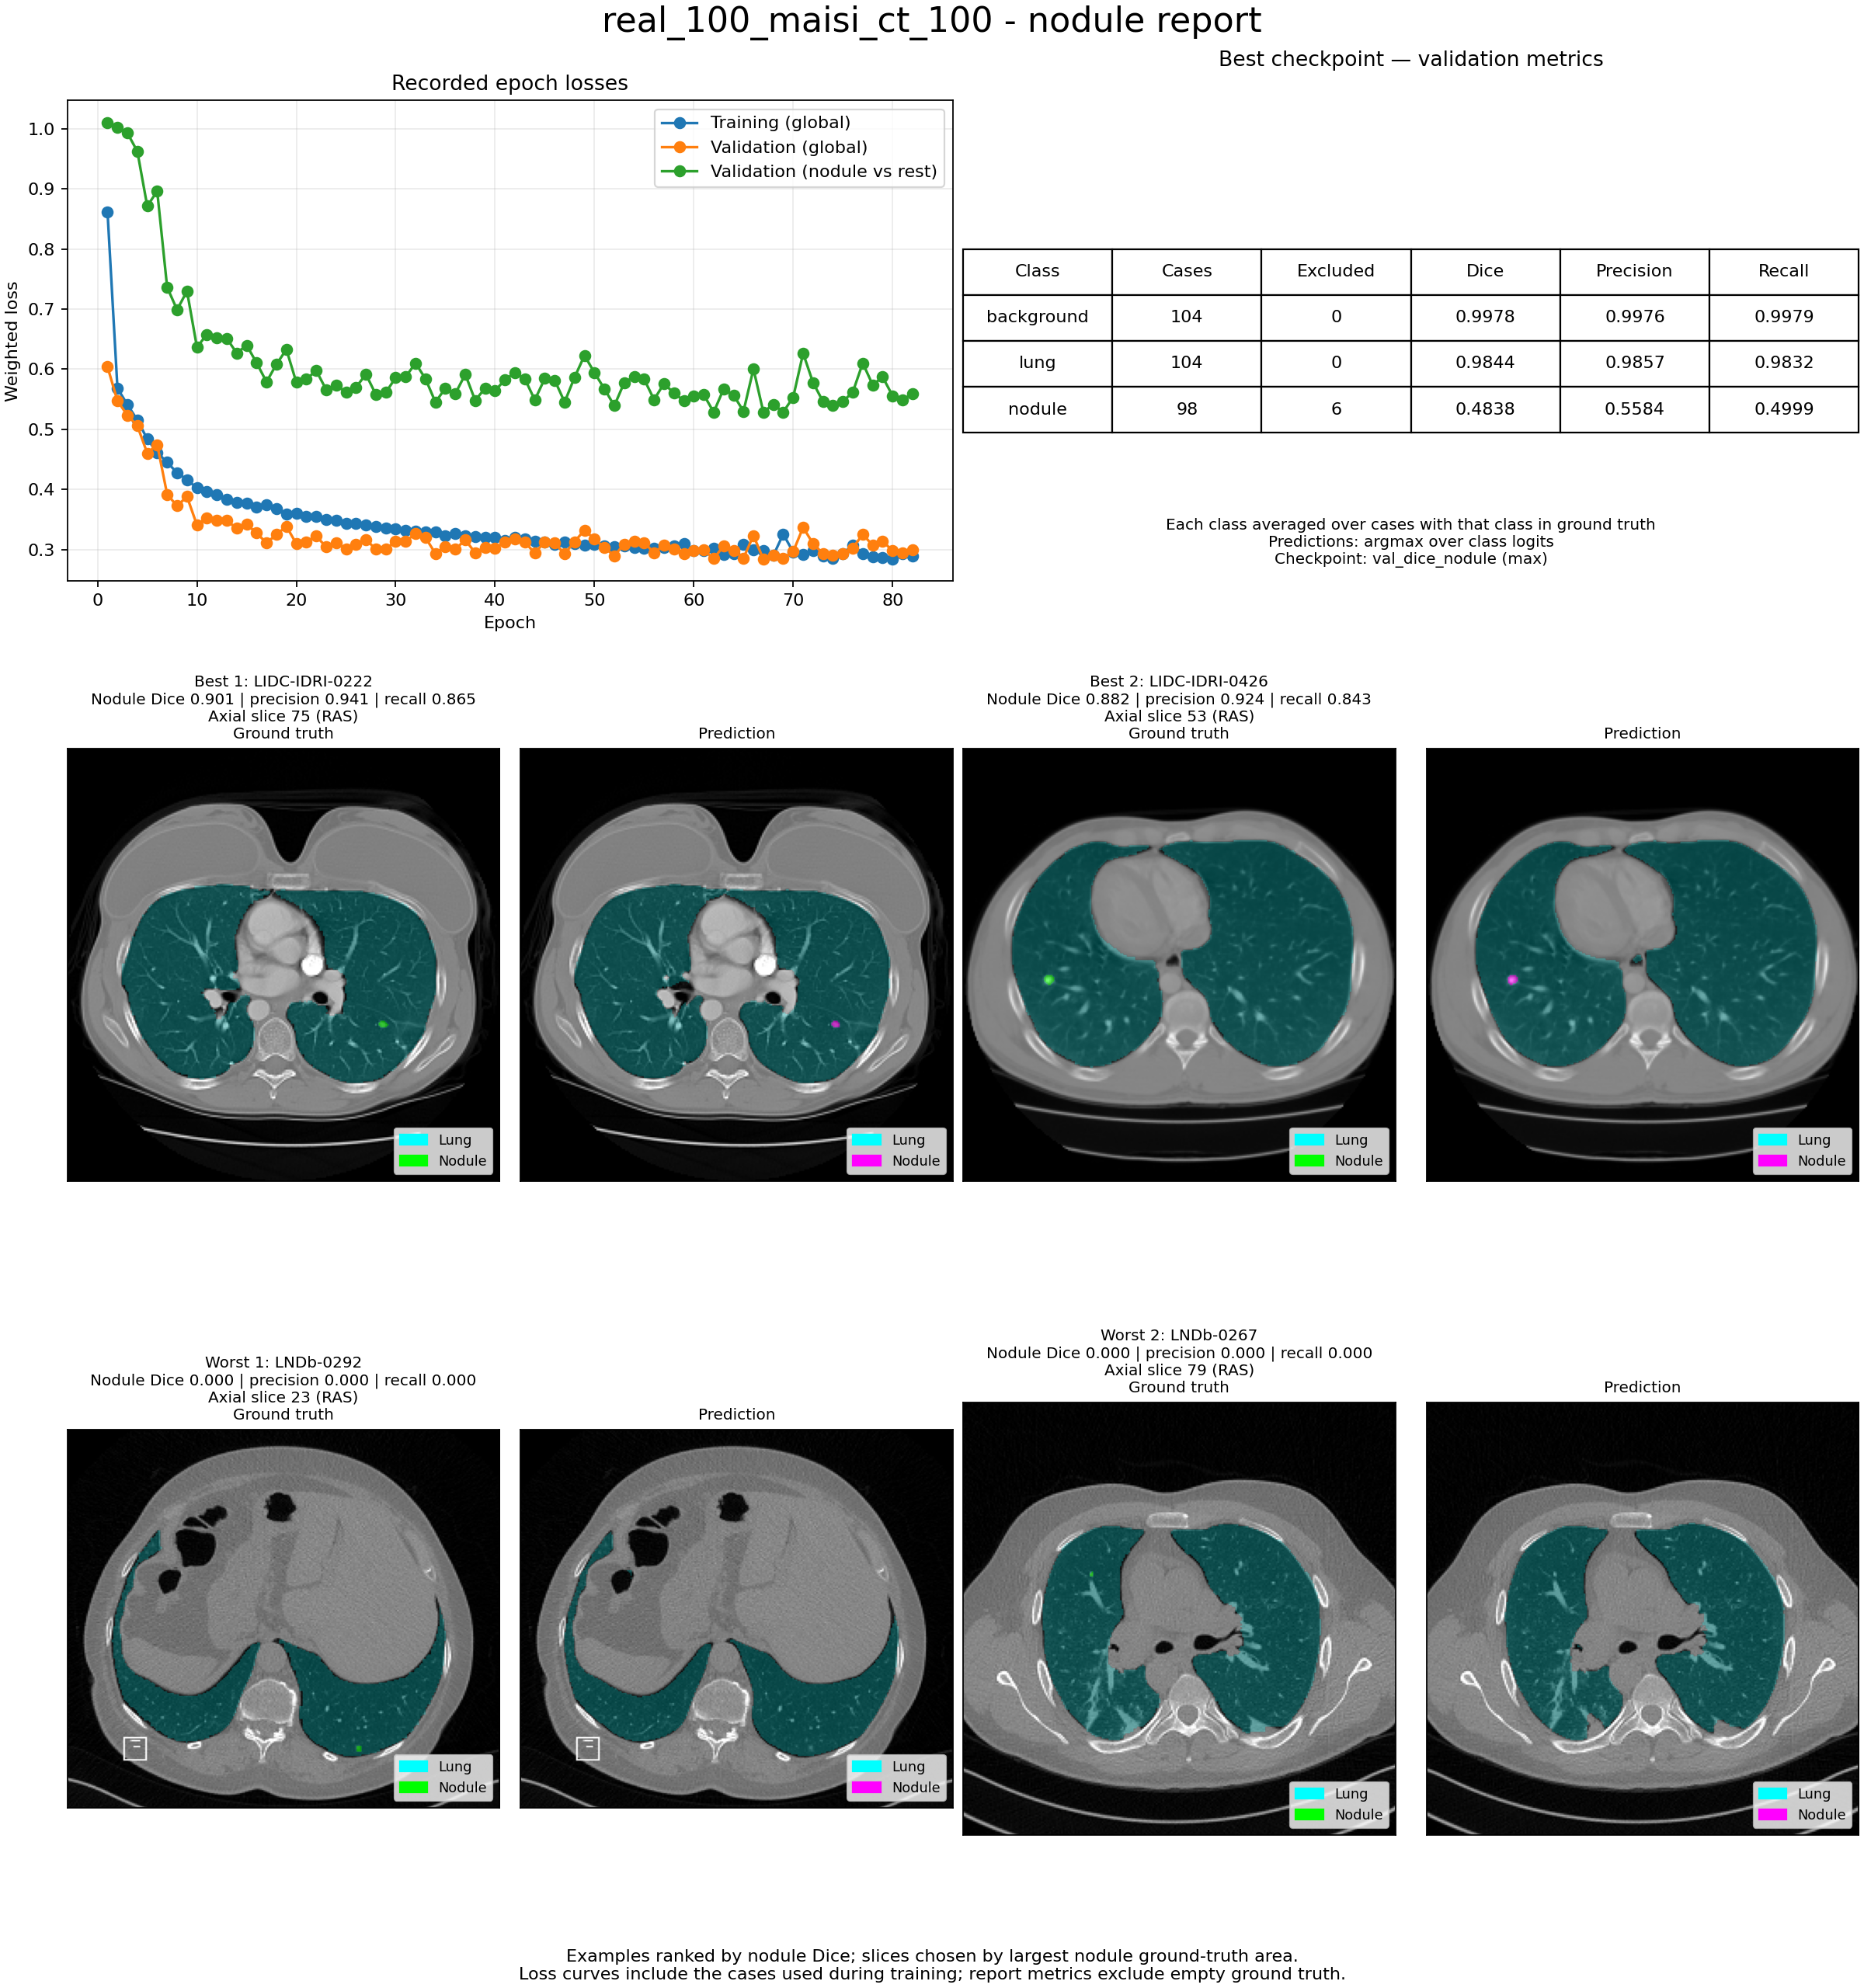 real_100_maisi_ct_100 - nodule report
Recorded epoch losses
Weighted loss
1.0
0.9
0.8
0.7
0.6
0.5
0.4
0.3
Training (global)
Validation (global)
Validation (nodule vs rest)
0 10 20 30 40 50 60 70 80
Epoch
Best checkpoint — validation metrics
Class Cases Excluded Dice Precision Recall
background 104 0 0.9978 0.9976 0.9979
lung 104 0 0.9844 0.9857 0.9832
nodule 98 6 0.4838 0.5584 0.4999
Each class averaged over cases with that class in ground truth
Predictions: argmax over class logits
Checkpoint: val_dice_nodule (max)
Best 1: LIDC-IDRI-0222
Nodule Dice 0.901 | precision 0.941 | recall 0.865
Axial slice 75 (RAS)
Ground truth
Lung
Nodule
Prediction
Lung
Nodule
Best 2: LIDC-IDRI-0426
Nodule Dice 0.882 | precision 0.924 | recall 0.843
Axial slice 53 (RAS)
Ground truth
Lung
Nodule
Prediction
Lung
Nodule
Worst 1: LNDb-0292
Nodule Dice 0.000 | precision 0.000 | recall 0.000
Axial slice 23 (RAS)
Ground truth
Lung
Nodule
Prediction
Lung
Nodule
Worst 2: LNDb-0267
Nodule Dice 0.000 | precision 0.000 | recall 0.000
Axial slice 79 (RAS)
Ground truth
Lung
Nodule
Prediction
Lung
Nodule
Examples ranked by nodule Dice; slices chosen by largest nodule ground-truth area.
Loss curves include the cases used during training; report metrics exclude empty ground truth.